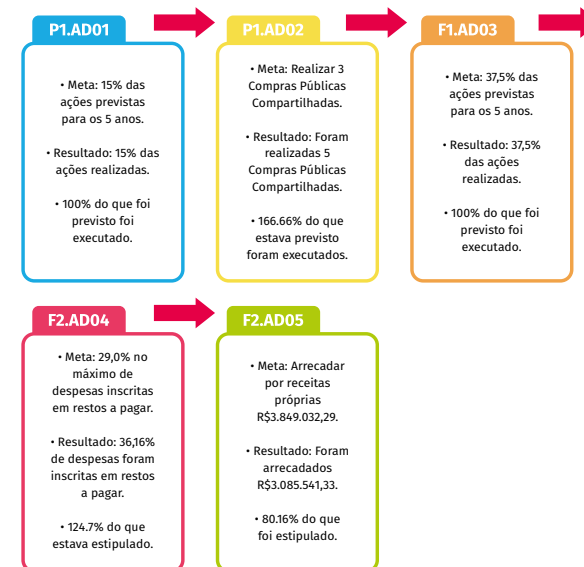 P1.AD01
• Meta: 15% das
ações previstas
para os 5 anos.
• Resultado: 15% das
ações realizadas.
• 100% do que foi
previsto foi
executado.
P1.AD02
• Meta: Realizar 3
Compras Públicas
Compartilhadas.
• Resultado: Foram
realizadas 5
Compras Públicas
Compartilhadas.
• 166.66% do que
estava previsto
foram executados.
F1.AD03
• Meta: 37,5% das
ações previstas
para os 5 anos.
• Resultado: 37,5%
das ações
realizadas.
• 100% do que foi
previsto foi
executado.
F2.AD04
• Meta: 29,0% no
máximo de
despesas inscritas
em restos a pagar.
• Resultado: 36,16%
de despesas foram
inscritas em restos
a pagar.
• 124.7% do que
estava estipulado.
F2.AD05
• Meta: Arrecadar
por receitas
próprias
R$3.849.032,29.
• Resultado: Foram
arrecadados
R$3.085.541,33.
• 80.16% do que
foi estipulado.